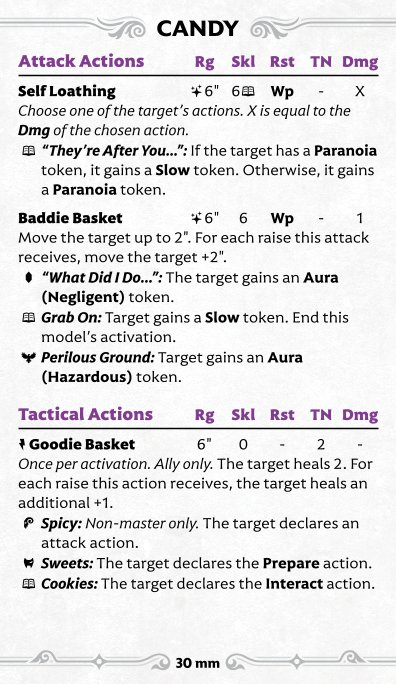 CANDY
Attack Actions Rg Skl Rst TN Dmg
Self Loathing 6" 6 Wp - X
Choose one of the target's actions. X is equal to the
Dmg of the chosen action.
"They're After You...": If the target has a Paranoia
token, it gains a Slow token. Otherwise, it gains
a Paranoia token.
Baddie Basket 6" 6 Wp - 1
Move the target up to 2". For each raise this attack
receives, move the target +2".
"What Did I Do...": The target gains an Aura
(Negligent) token.
Grab On: Target gains a Slow token. End this
model's activation.
Perilous Ground: Target gains an Aura
(Hazardous) token.
Tactical Actions Rg Skl Rst TN Dmg
Goodie Basket 6" 0 - 2 -
Once per activation. Ally only. The target heals 2. For
each raise this action receives, the target heals an
additional +1.
Spicy: Non-master only. The target declares an
attack action.
Sweets: The target declares the Prepare action.
Cookies: The target declares the Interact action.
30 mm